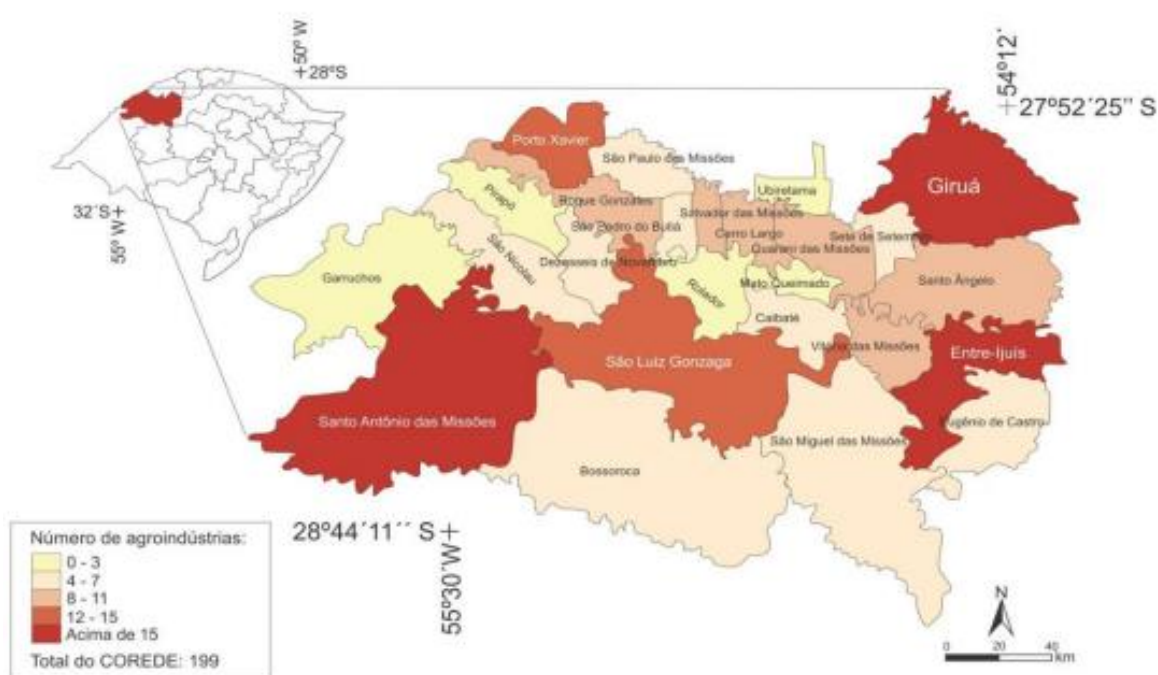 50º W
28ºS
32´S
55º W
54º12´
27º52´25" S
Porto Xavier
São Paulo das Missões
Giruá
Ubiretama
Pirapó
Roque Gonzales
Salvador das Missões
São Pedro do Butiá
Cerro Largo
Sete de Setembro
Guarani das Missões
São Nicolau
Dezesseis de Novembro
Garruchos
Rolador
Mato Queimado
Santo Ângelo
Caibaté
São Luiz Gonzaga
Vitória das Missões
Entre-Ijuís
Santo Antônio das Missões
Eugênio de Castro
São Miguel das Missões
Bossoroca
28º44´11´´ S
55º30´W
Número de agroindústrias:
0 - 3
4 - 7
8 - 11
12 - 15
Acima de 15
Total do COREDE: 199
N
0 20 40
km